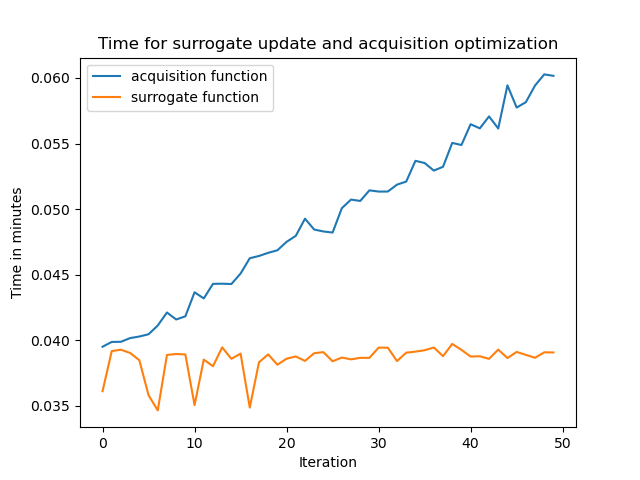 Time for surrogate update and acquisition optimization
acquisition function
surrogate function
Time in minutes
0.060
0.055
0.050
0.045
0.040
0.035
0 10 20 30 40 50
Iteration